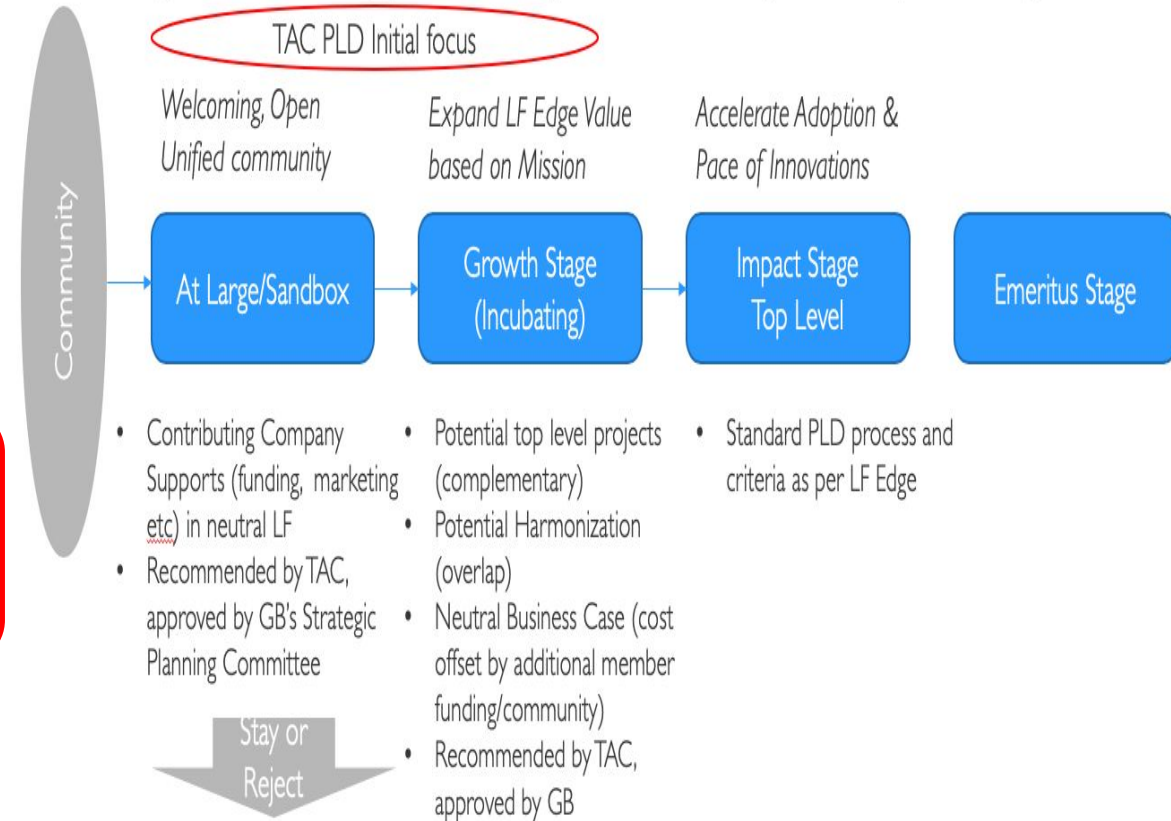 TAC PLD Initial focus
Welcoming, Open
Unified community
Expand LF Edge Value
based on Mission
Accelerate Adoption &
Pace of Innovations
Community
At Large/Sandbox
Growth Stage
(Incubating)
Impact Stage
Top Level
Emeritus Stage
• Contributing Company
Supports (funding, marketing
etc) in neutral LF
• Recommended by TAC,
approved by GB's Strategic
Planning Committee
Stay or
Reject
• Potential top level projects
(complementary)
• Potential Harmonization
(overlap)
• Neutral Business Case (cost
offset by additional member
funding/community)
• Recommended by TAC,
approved by GB
• Standard PLD process and
criteria as per LF Edge